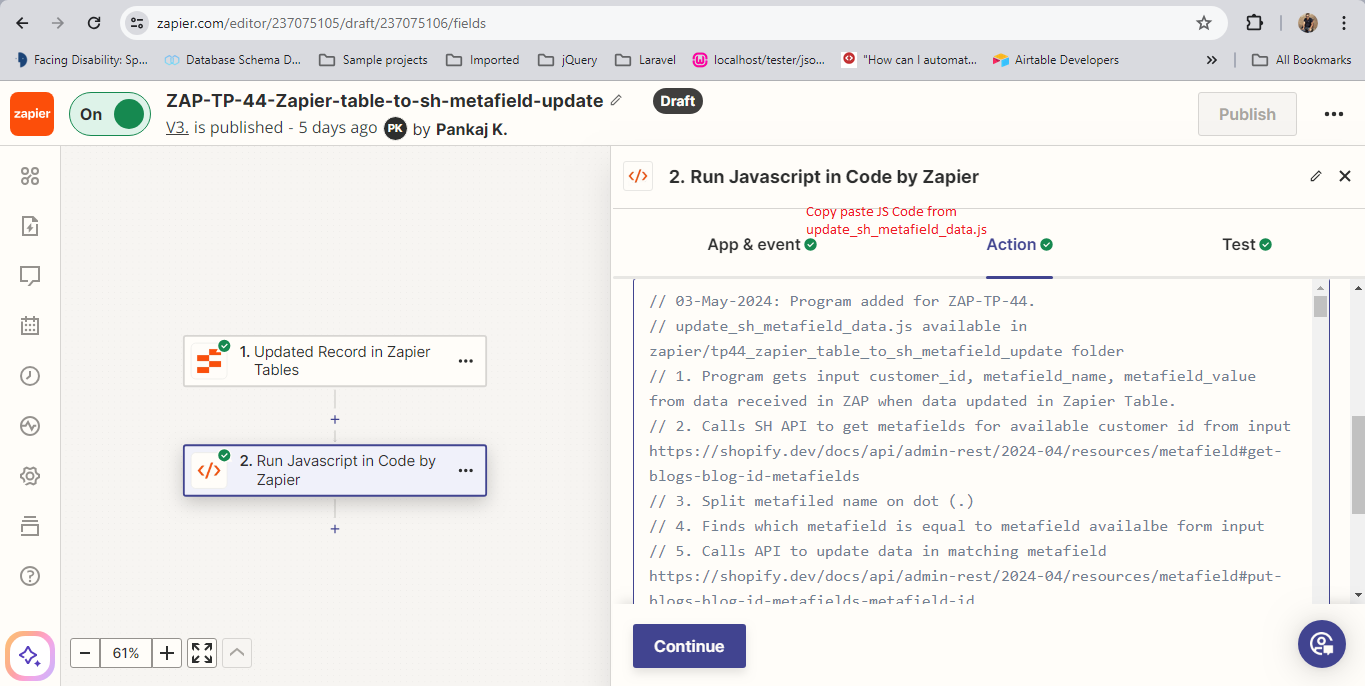 zapier.com/editor/237075105/draft/237075106/fields
Facing Disability: Sp...
Database Schema D...
Sample projects
Imported
jQuery
Laravel
localhost/tester/jso...
"How can I automat...
Airtable Developers
»
All Bookmarks
zapier
On
ZAP-TP-44-Zapier-table-to-sh-metafield-update
Draft
V3. is published - 5 days ago PK by Pankaj K.
Publish
2. Run Javascript in Code by Zapier
Copy paste JS Code from
update_sh_metafield_data.js
App & event
Action
Test
// 03-May-2024: Program added for ZAP-TP-44.
// update_sh_metafield_data.js available in
zapier/tp44_zapier_table_to_sh_metafield_update folder
// 1. Program gets input customer_id, metafield_name, metafield_value
from data received in ZAP when data updated in Zapier Table.
// 2. Calls SH API to get metafields for available customer id from input
https://shopify.dev/docs/api/admin-rest/2024-04/resources/metafield#get-
blogs-blog-id-metafields
// 3. Split metafiled name on dot (.)
// 4. Finds which metafield is equal to metafield availalbe form input
// 5. Calls API to update data in matching metafield
https://shopify.dev/docs/api/admin-rest/2024-04/resources/metafield#put-
blogs-blog-id-metafields-metafield-id
1. Updated Record in Zapier
Tables
+
2. Run Javascript in Code by
Zapier
+
61%
Continue